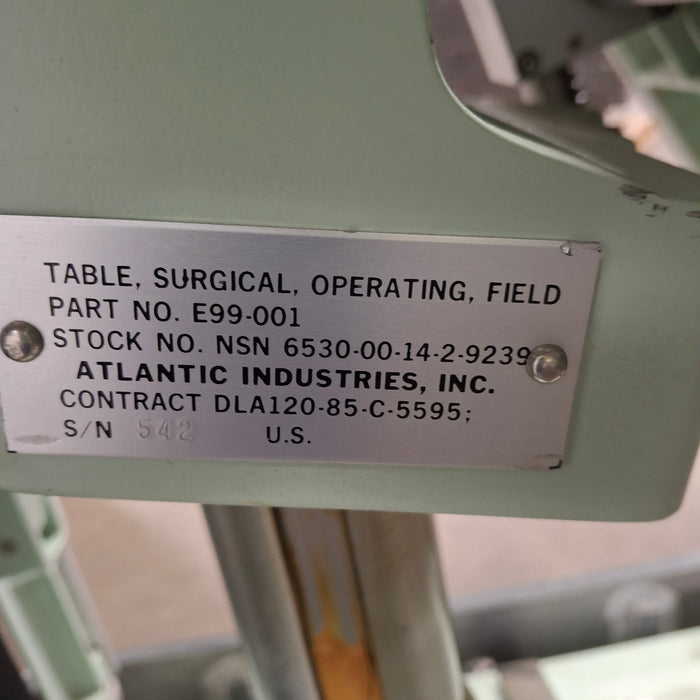 TABLE, SURGICAL, OPERATING, FIELD
PART NO. E99-001
STOCK NO. NSN 6530-00-14-2-9239
ATLANTIC INDUSTRIES, INC.
CONTRACT DLA120-85-C-5595;
S/N 542 U.S.